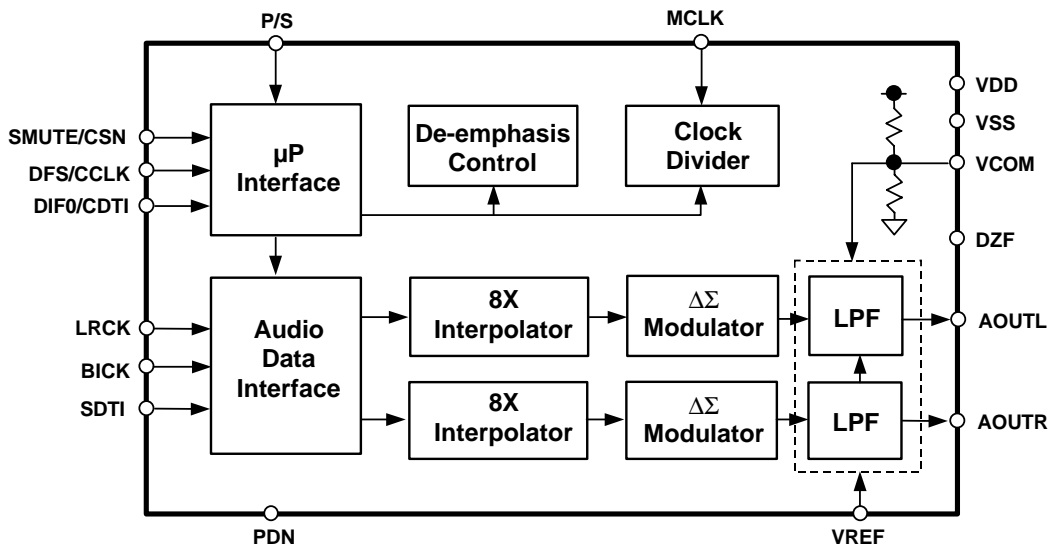 P/S
MCLK
VDD
VSS
VCOM
DZF
AOUTL
AOUTR
SMUTE/CSN
DFS/CCLK
DIF0/CDTI
LRCK
BICK
SDTI
µP
Interface
De-emphasis
Control
Clock
Divider
Audio
Data
Interface
8X
Interpolator
ΔΣ
Modulator
LPF
8X
Interpolator
ΔΣ
Modulator
LPF
PDN
VREF